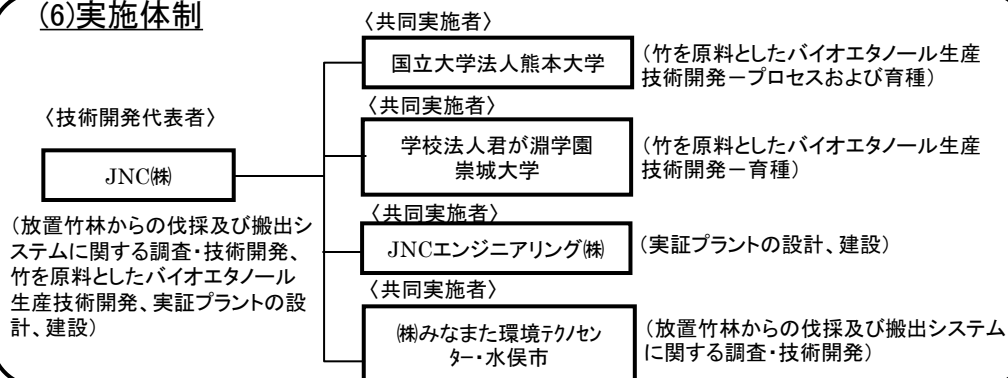 (6)実施体制
〈技術開発代表者〉
JNC㈱
(放置竹林からの伐採及び搬出シ
ステムに関する調査・技術開発、
竹を原料としたバイオエタノール
生産技術開発、実証プラントの設
計、建設)
〈共同実施者〉
国立大学法人熊本大学
(竹を原料としたバイオエタノール生産
技術開発－プロセスおよび育種)
〈共同実施者〉
学校法人君が淵学園
崇城大学
(竹を原料としたバイオエタノール生産
技術開発－育種)
〈共同実施者〉
JNCエンジニアリング㈱
(実証プラントの設計、建設)
〈共同実施者〉
㈱みなまた環境ﾃｸﾉセン
ター・水俣市
(放置竹林からの伐採及び搬出システム
に関する調査・技術開発)